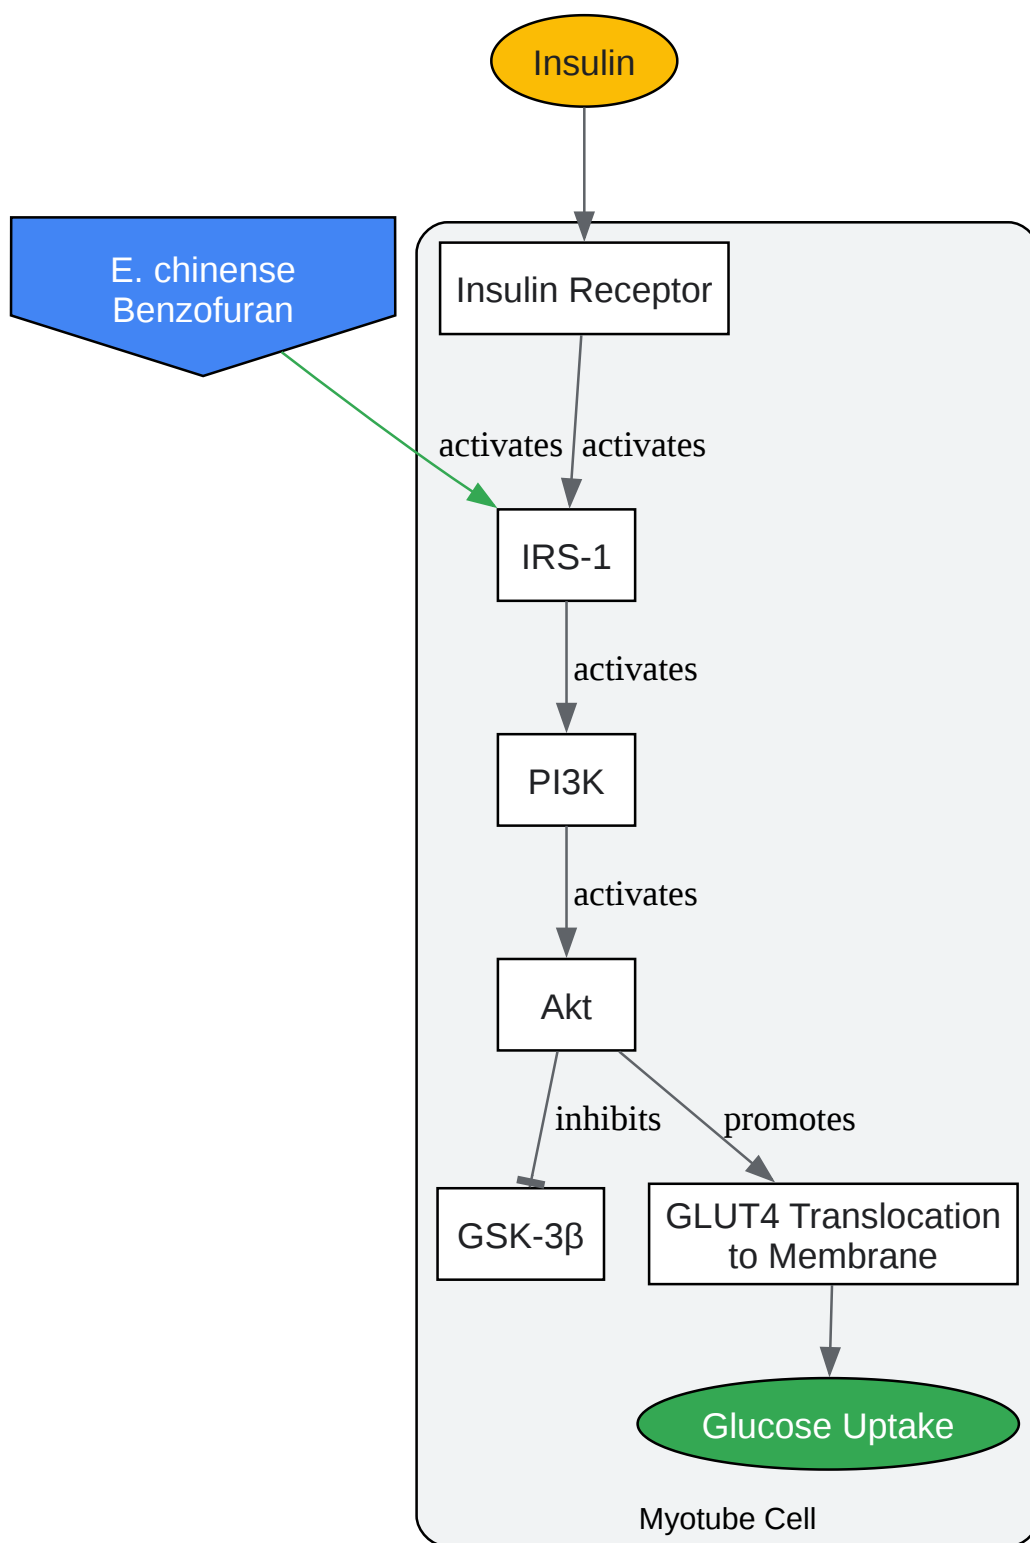 Insulin
E. chinense
Benzofuran
Insulin Receptor
activates
activates
IRS-1
activates
PI3K
activates
Akt
inhibits
promotes
GSK-3β
GLUT4 Translocation
to Membrane
Glucose Uptake
Myotube Cell